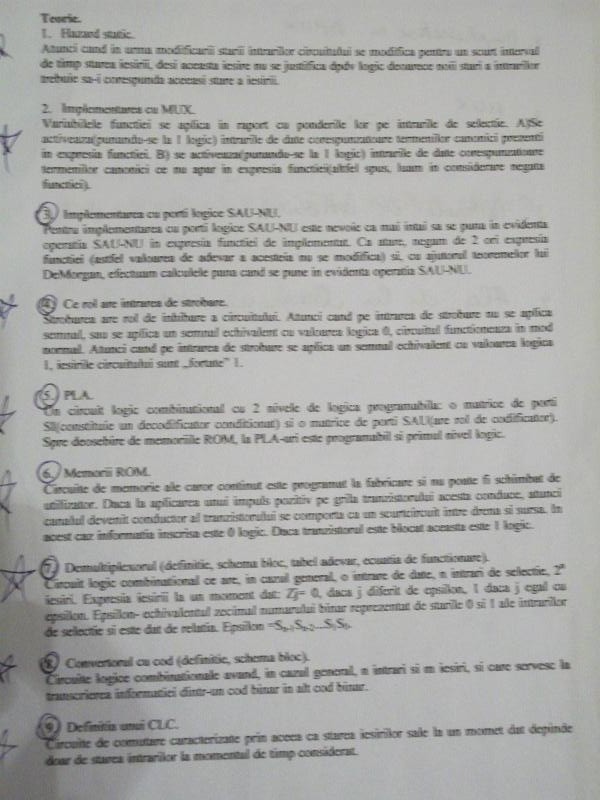 Teorie.
1. Hazard static.
Atunci cand in urma modificarii starii intrarilor circuitului se modifica pentru un scurt interval
de timp starea iesirii, desi aceasta iesire nu se justifica dpdv logic deoarece noii stari a intrarilor
trebuie sa-i corespunda aceeasi stare a iesirii.
2. Implementarea cu MUX.
Variabilele functiei se aplica in raport cu ponderile lor pe intrarile de selectie. A)Se
activeaza(punandu-se la 1 logic) intrarile de date corespunzatoare termenilor canonici prezenti
in expresia functiei. B) se activeaza(punandu-se la 1 logic) intrarile de date corespunzatoare
termenilor canonici ce nu apar in expresia functiei(altfel spus, luam in considerare negata
functiei).
3. Implementarea cu porti logice SAU-NU.
Pentru implementarea cu porti logice SAU-NU este nevoie ca mai intai sa se puna in evidenta
operatia SAU-NU in expresia functiei de implementat. Ca atare, negam de 2 ori expresia
functiei (astfel valoarea de adevar a acesteia nu se modifica) si, cu ajutorul teoremelor lui
DeMorgan, efectuam calculele pana cand se pune in evidenta operatia SAU-NU.
4. Ce rol are intrarea de strobare.
Strobarea are rol de inhibare a circuitului. Atunci cand pe intrarea de strobare nu se aplica
semnal, sau se aplica un semnal echivalent cu valoarea logica 0, circuitul functioneaza in mod
normal. Atunci cand pe intrarea de strobare se aplica un semnal echivalent cu valoarea logica
1, iesirile circuitului sunt „fortate" 1.
5. PLA.
Un circuit logic combinational cu 2 nivele de logica programabila: o matrice de porti
SI(constituie un decodificator conditionat) si o matrice de porti SAU(are rol de codificator).
Spre deosebire de memoriile ROM, la PLA-uri este programabil si primul nivel logic.
6. Memorii ROM.
Circuite de memorie ale caror continut este programat la fabricare si nu poate fi schimbat de
utilizator. Daca la aplicarea unui impuls pozitiv pe grila tranzistorului acesta conduce, atunci
canalul devenit conductor al tranzistorului se comporta ca un scurtcircuit intre drena si sursa. In
acest caz informatia inscrisa este 0 logic. Daca tranzistorul este blocat aceasta este 1 logic.
7. Demultiplexorul (definitie, schema bloc, tabel adevar, ecuatia de functionare).
Circuit logic combinational ce are, in cazul general, o intrare de date, n intrari de selectie, 2ⁿ
iesiri. Expresia iesirii la un moment dat: Zj= 0, daca j diferit de epsilon, 1 daca j egal cu
epsilon. Epsilon- echivalentul zecimal numarului binar reprezentat de starile 0 si 1 ale intrarilor
de selectie si este dat de relatia. Epsilon =Sₙ₋₁Sₙ₋₂...S₁S₀.
8. Convertorul cu cod (definitie, schema bloc).
Circuite logice combinationale avand, in cazul general, n intrari si m iesiri, si care servesc la
transcrierea informatiei dintr-un cod binar in alt cod binar.
9. Definitia unui CLC.
Circuite de comutare caracterizate prin aceea ca starea iesirilor sale la un momet dat depinde
doar de starea intrarilor la momentul de timp considerat.